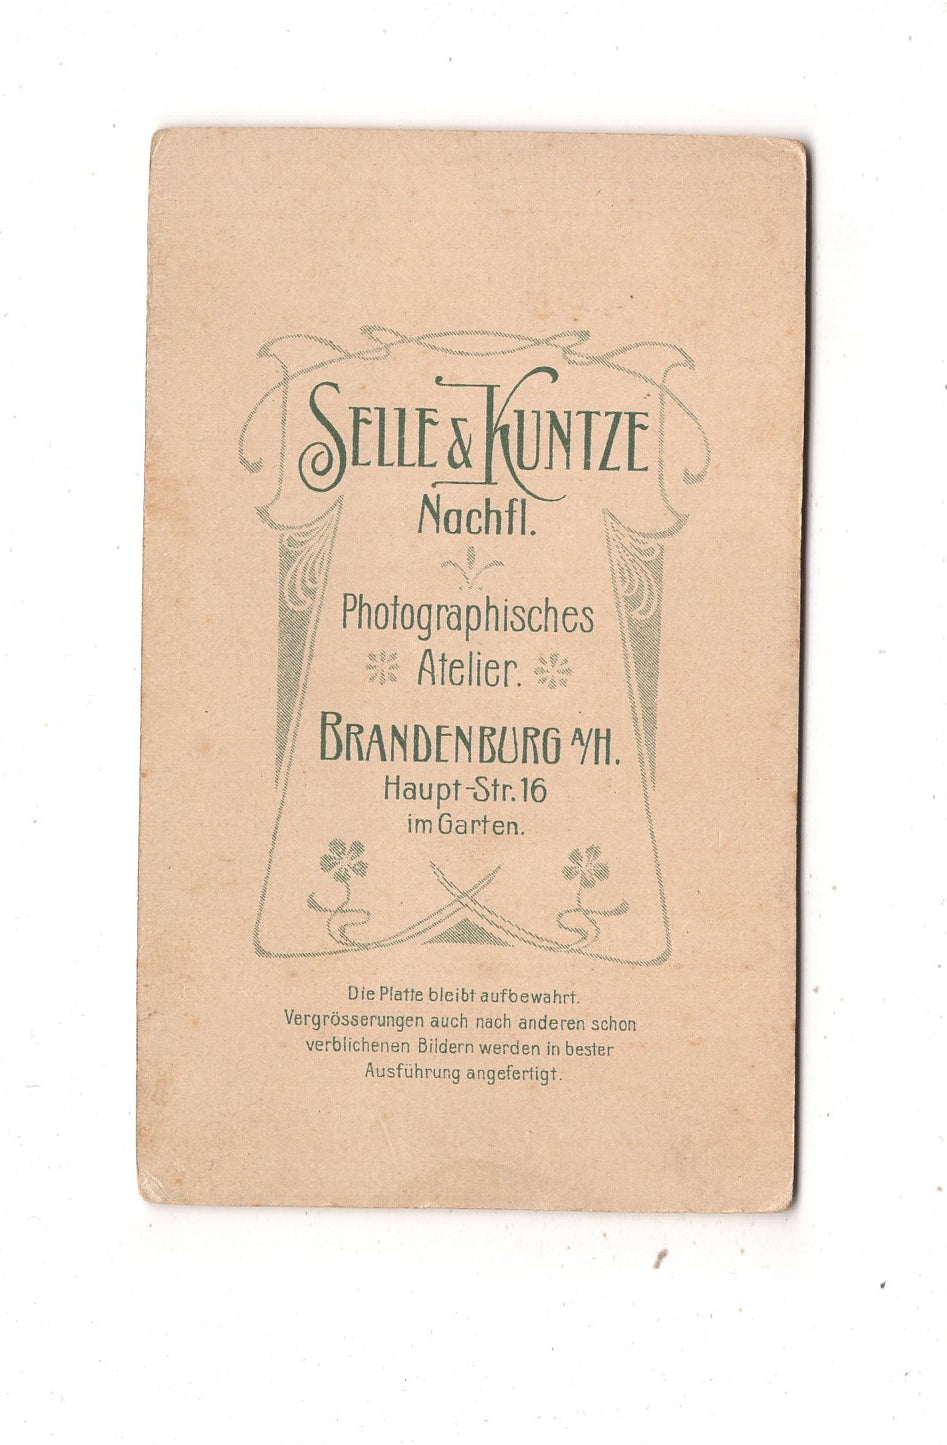 SELLE & KUNTZE
Nachfl.
Photographisches
Atelier.
BRANDENBURG A/H.
Haupt-Str. 16
im Garten.
Die Platte bleibt aufbewahrt.
Vergrösserungen auch nach anderen schon
verblichenen Bildern werden in bester
Ausführung angefertigt.